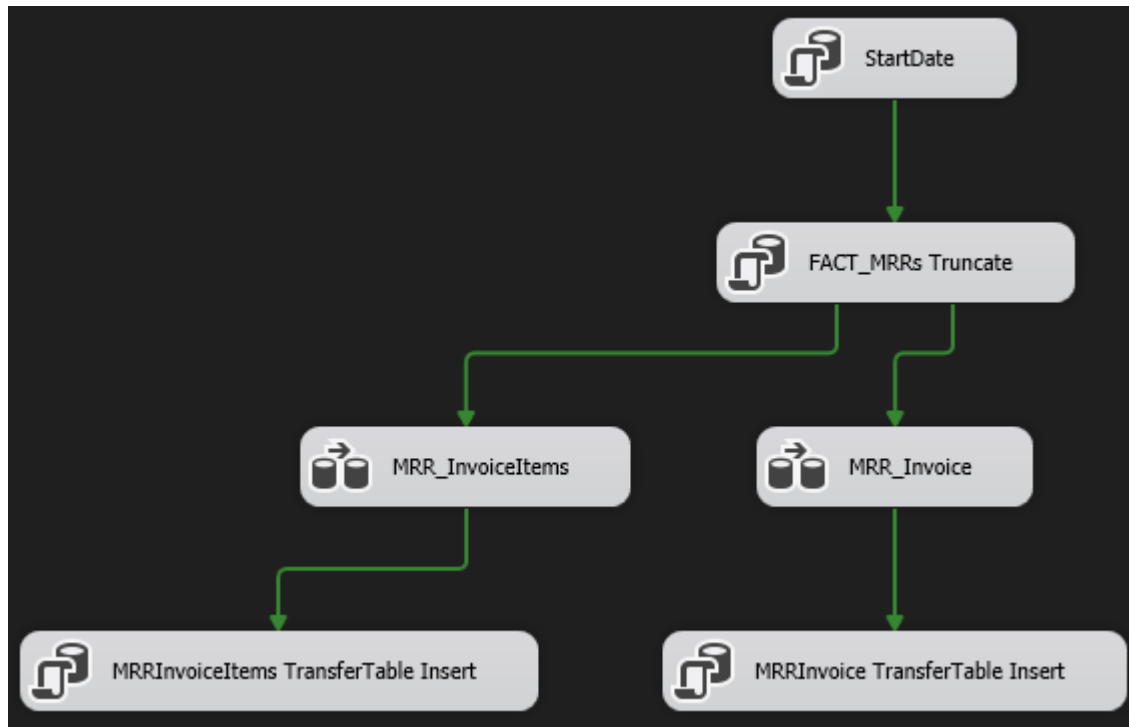 StartDate
FACT_MRRs Truncate
MRR_InvoiceItems
MRR_Invoice
MRRInvoiceItems TransferTable Insert
MRRInvoice TransferTable Insert